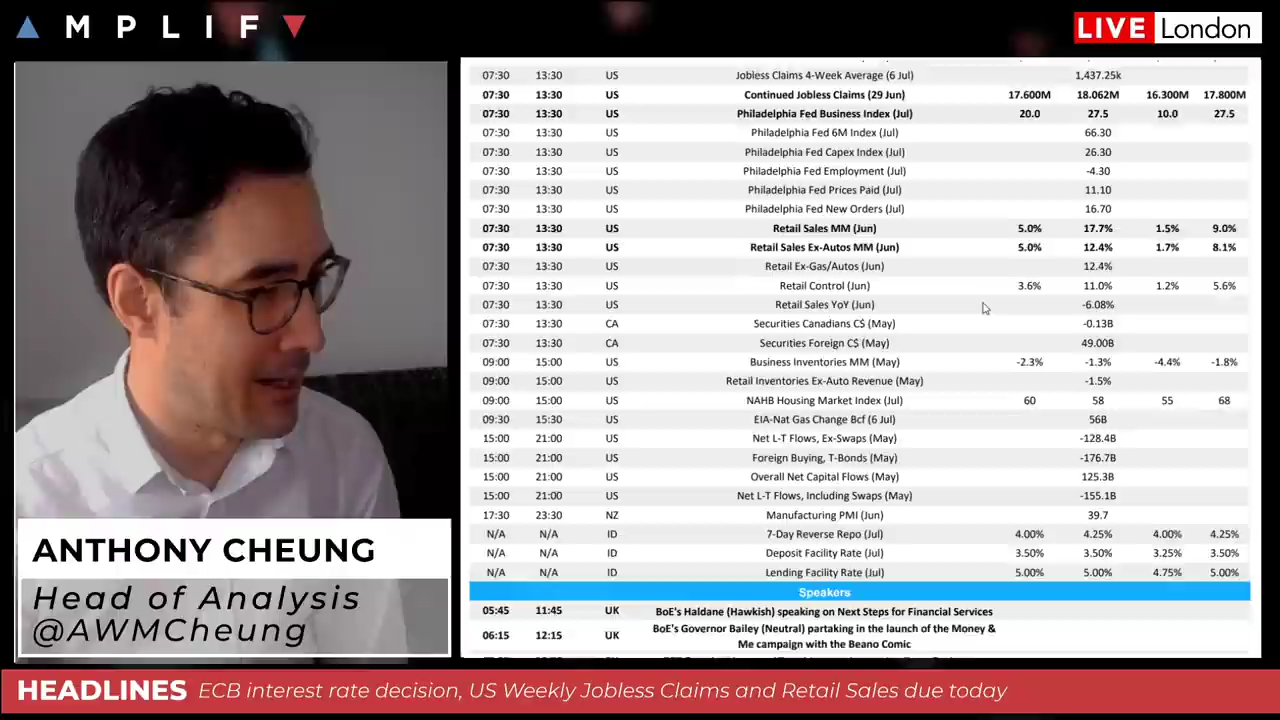 AMPLIFY
LIVE London
07:30 13:30 US Jobless Claims 4-Week Average (6 Jul) 1,437.25k
07:30 13:30 US Continued Jobless Claims (29 Jun) 17.600M 18.062M 16.300M 17.800M
07:30 13:30 US Philadelphia Fed Business Index (Jul) 20.0 27.5 10.0 27.5
07:30 13:30 US Philadelphia Fed 6M Index (Jul) 66.30
07:30 13:30 US Philadelphia Fed Capex Index (Jul) 26.30
07:30 13:30 US Philadelphia Fed Employment (Jul) -4.30
07:30 13:30 US Philadelphia Fed Prices Paid (Jul) 11.10
07:30 13:30 US Philadelphia Fed New Orders (Jul) 16.70
07:30 13:30 US Retail Sales MM (Jun) 5.0% 17.7% 1.5% 9.0%
07:30 13:30 US Retail Sales Ex-Autos MM (Jun) 5.0% 12.4% 1.7% 8.1%
07:30 13:30 US Retail Ex-Gas/Autos (Jun) 12.4%
07:30 13:30 US Retail Control (Jun) 3.6% 11.0% 1.2% 5.6%
07:30 13:30 US Retail Sales YoY (Jun) -6.08%
07:30 13:30 CA Securities Canadians C$ (May) -0.13B
07:30 13:30 CA Securities Foreign C$ (May) 49.00B
09:00 15:00 US Business Inventories MM (May) -2.3% -1.3% -4.4% -1.8%
09:00 15:00 US Retail Inventories Ex-Auto Revenue (May) -1.5%
09:00 15:00 US NAHB Housing Market Index (Jul) 60 58 55 68
09:30 15:30 US EIA-Nat Gas Change Bcf (6 Jul) 56B
15:00 21:00 US Net L-T Flows, Ex-Swaps (May) -128.4B
15:00 21:00 US Foreign Buying, T-Bonds (May) -176.7B
15:00 21:00 US Overall Net Capital Flows (May) 125.3B
15:00 21:00 US Net L-T Flows, Including Swaps (May) -155.1B
17:30 23:30 NZ Manufacturing PMI (Jun) 39.7
N/A N/A ID 7-Day Reverse Repo (Jul) 4.00% 4.25% 4.00% 4.25%
N/A N/A ID Deposit Facility Rate (Jul) 3.50% 3.50% 3.25% 3.50%
N/A N/A ID Lending Facility Rate (Jul) 5.00% 5.00% 4.75% 5.00%
Speakers
05:45 11:45 UK BoE's Haldane (Hawkish) speaking on Next Steps for Financial Services
06:15 12:15 UK BoE's Governor Bailey (Neutral) partaking in the launch of the Money &
Me campaign with the Beano Comic
ANTHONY CHEUNG
Head of Analysis
@AWMCheung
HEADLINES ECB interest rate decision, US Weekly Jobless Claims and Retail Sales due today